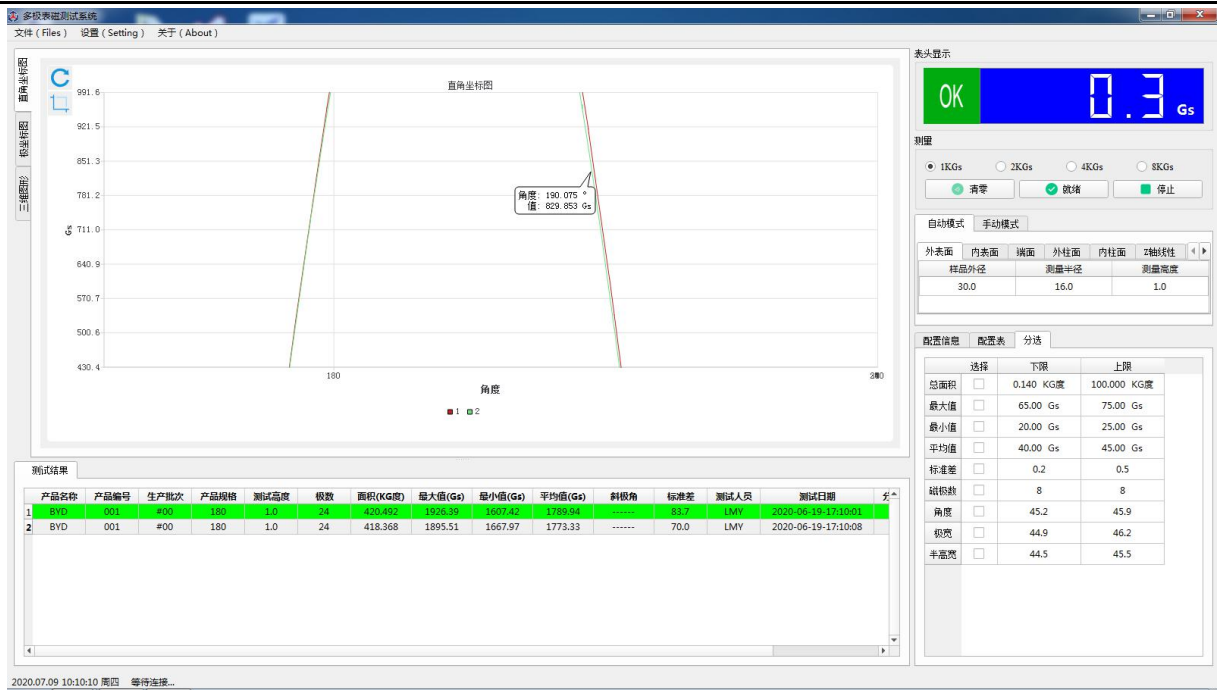 多极表磁测试系统
文件 ( Files ) 设置 ( Setting ) 关于 ( About )
直角坐标图
极坐标图
三维图形
直角坐标图
991.6
921.5
851.3
781.2
711.0
640.9
570.7
500.6
430.4
Gs
角度: 190.075 °
值: 829.853 Gs
180
角度
1 2
表头显示
OK 0.3 Gs
测量
1KGs 2KGs 4KGs 8KGs
清零 就绪 停止
自动模式 手动模式
外表面 内表面 端面 外柱面 内柱面 Z轴线性
样品外径 测量半径 测量高度
30.0 16.0 1.0
配置信息 配置表 分选
选择 下限 上限
总面积 0.140 KG度 100.000 KG度
最大值 65.00 Gs 75.00 Gs
最小值 20.00 Gs 25.00 Gs
平均值 40.00 Gs 45.00 Gs
标准差 0.2 0.5
磁极数 8 8
角度 45.2 45.9
极宽 44.9 46.2
半高宽 44.5 45.5
测试结果
产品名称 产品编号 生产批次 产品规格 测试高度 极数 面积(KG度) 最大值(Gs) 最小值(Gs) 平均值(Gs) 斜极角 标准差 测试人员 测试日期
1 BYD 001 #00 180 1.0 24 420.492 1926.39 1607.42 1789.94 ------ 83.7 LMY 2020-06-19-17:10:01
2 BYD 001 #00 180 1.0 24 418.368 1895.51 1667.97 1773.33 ------ 70.0 LMY 2020-06-19-17:10:08
2020.07.09 10:10:10 周四 等待连接...